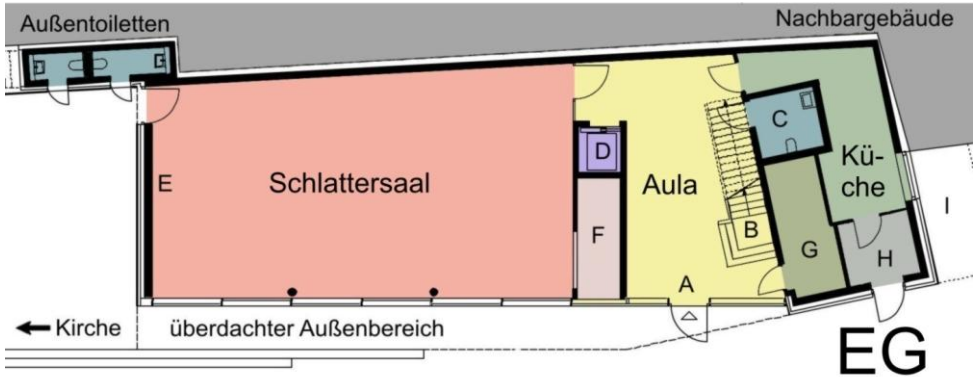 Außentoiletten
Nachbargebäude
C
D
E
Schlattersaal
Aula
Kü-
che
I
F
B
G
H
A
← Kirche
überdachter Außenbereich
EG